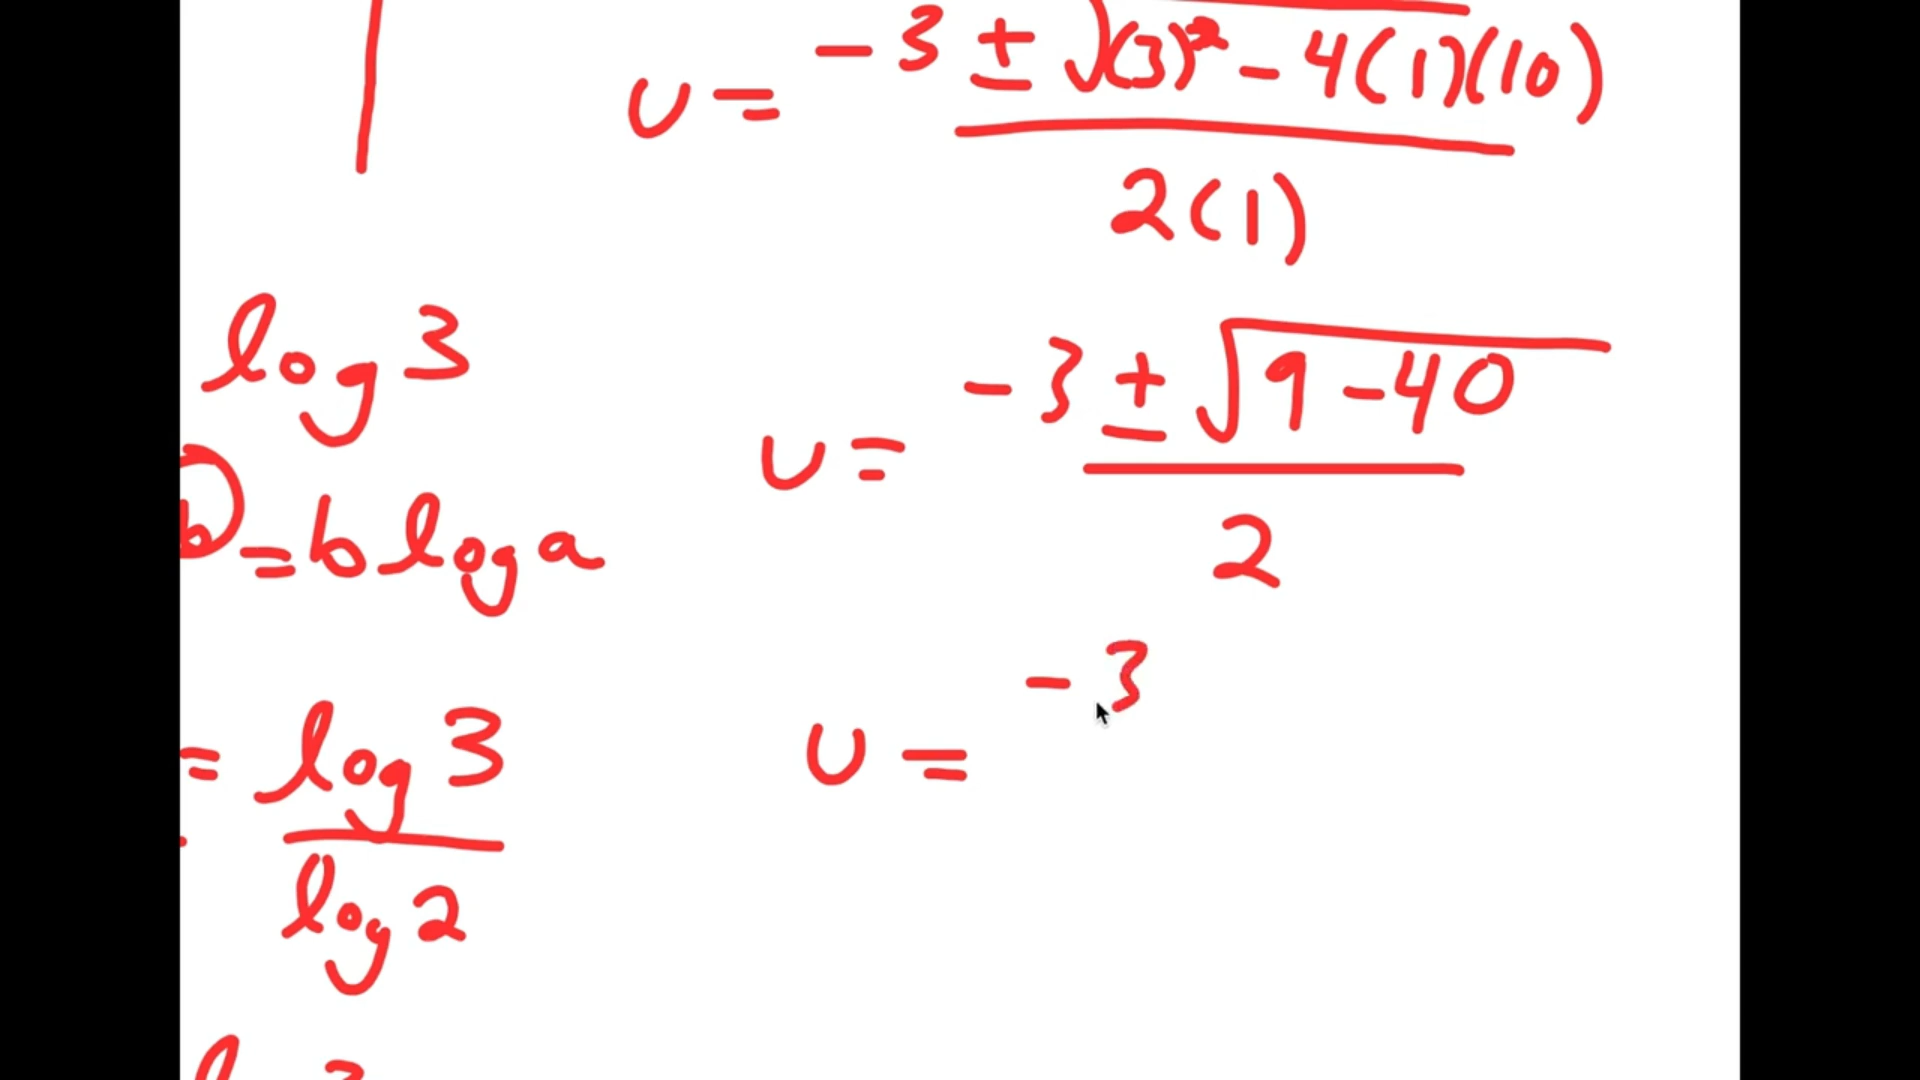 u = -3 ± √(3)² - 4(1)(10)
2(1)
log 3
u = -3 ± √9 - 40
2
b = b log a
u = -3
= log 3
log 2